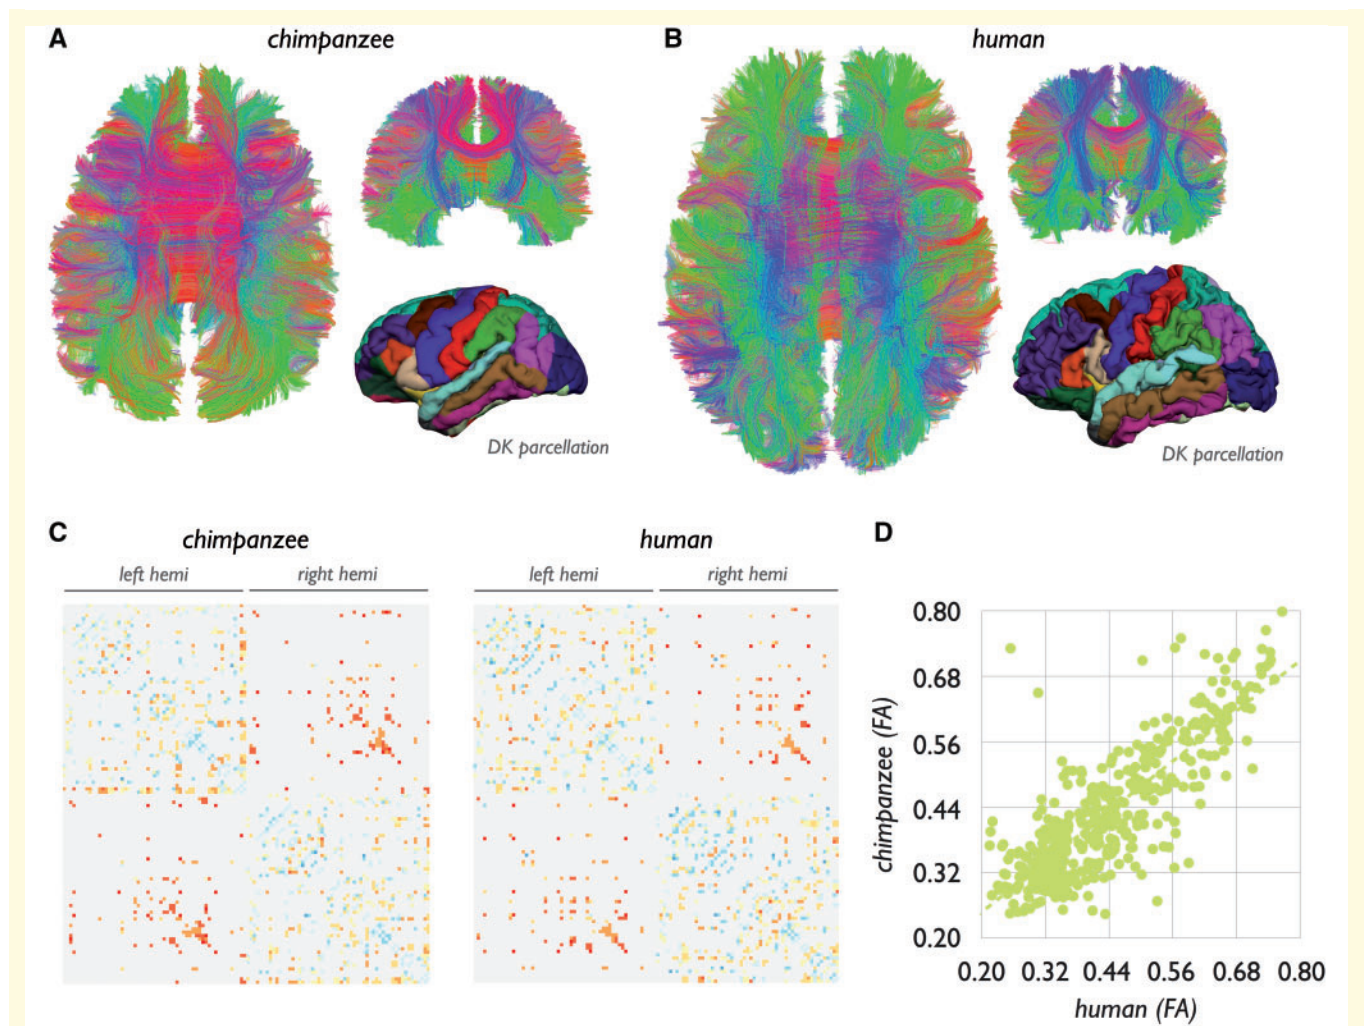 A
chimpanzee
B
human
DK parcellation
DK parcellation
C
chimpanzee
human
left hemi
right hemi
left hemi
right hemi
D
0.80
0.68
0.56
0.44
0.32
0.20
chimpanzee (FA)
0.20 0.32 0.44 0.56 0.68 0.80
human (FA)